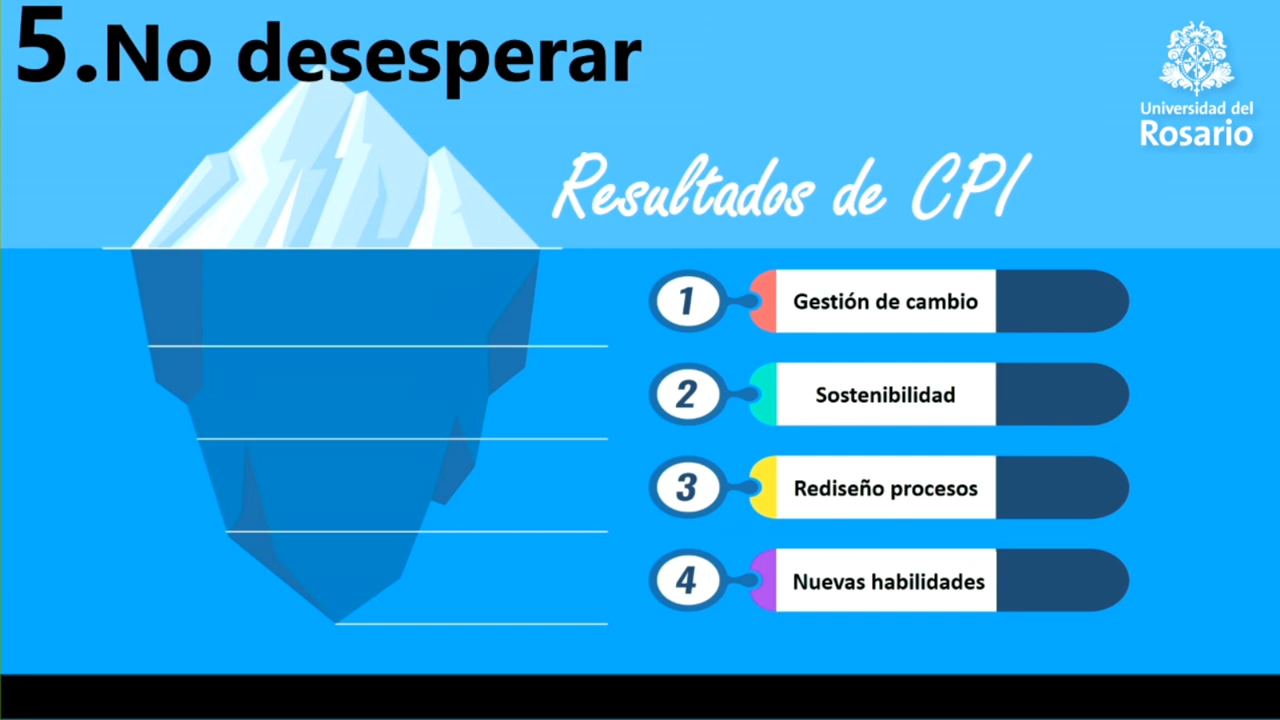 5.No desesperar
Universidad del
Rosario
Resultados de CPI
1 Gestión de cambio
2 Sostenibilidad
3 Rediseño procesos
4 Nuevas habilidades